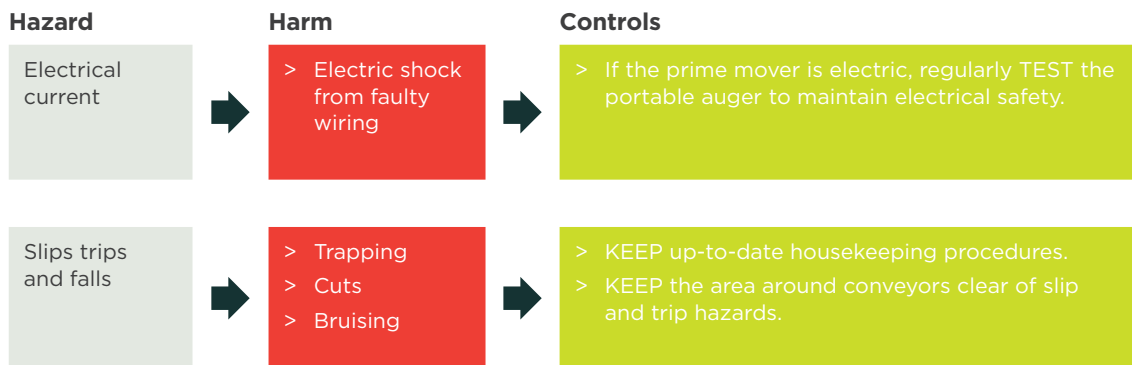 Hazard
Harm
Controls
Electrical
current
> Electric shock
from faulty
wiring
> If the prime mover is electric, regularly TEST the
portable auger to maintain electrical safety.
Slips trips
and falls
> Trapping
> Cuts
> Bruising
> KEEP up-to-date housekeeping procedures.
> KEEP the area around conveyors clear of slip
and trip hazards.